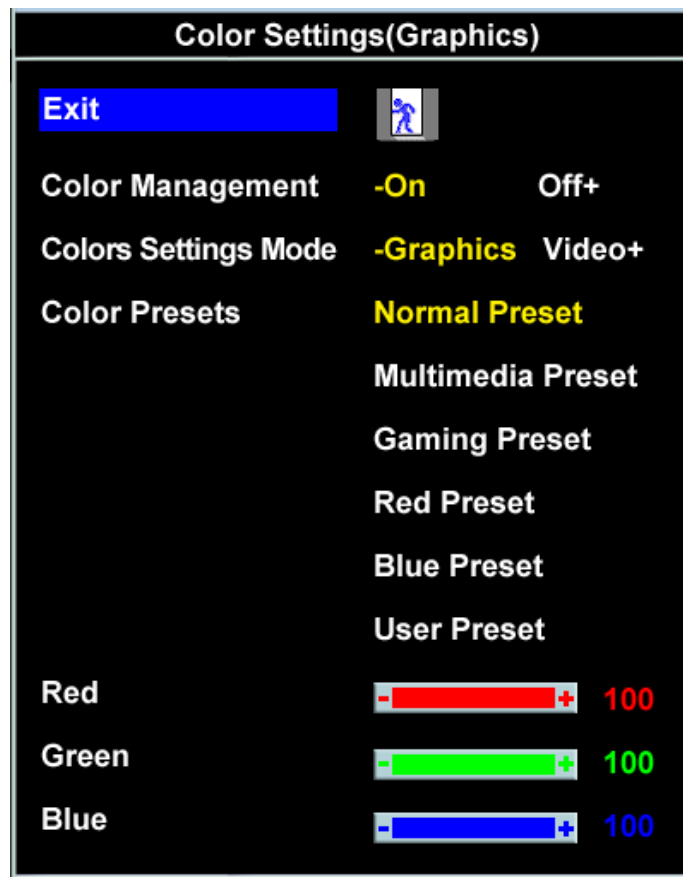 Color Settings(Graphics)
Exit
Color Management -On Off+
Colors Settings Mode -Graphics Video+
Color Presets Normal Preset
Multimedia Preset
Gaming Preset
Red Preset
Blue Preset
User Preset
Red - + 100
Green - + 100
Blue - + 100